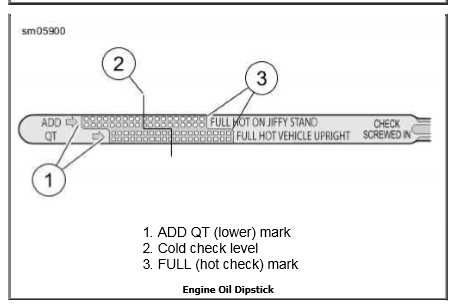 sm05900
2
3
ADD
FULL HOT ON JIFFY STAND
CHECK
QT
FULL HOT VEHICLE UPRIGHT
SCREWED IN
1
1. ADD QT (lower) mark
2. Cold check level
3. FULL (hot check) mark
Engine Oil Dipstick